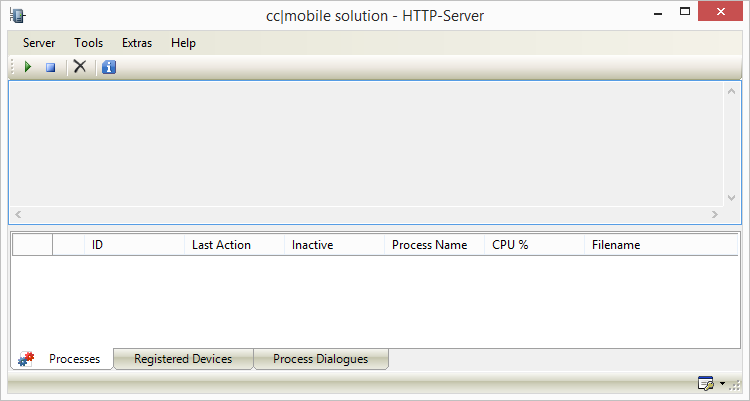 cc|mobile solution - HTTP-Server
Server Tools Extras Help
ID Last Action Inactive Process Name CPU % Filename
Processes Registered Devices Process Dialogues